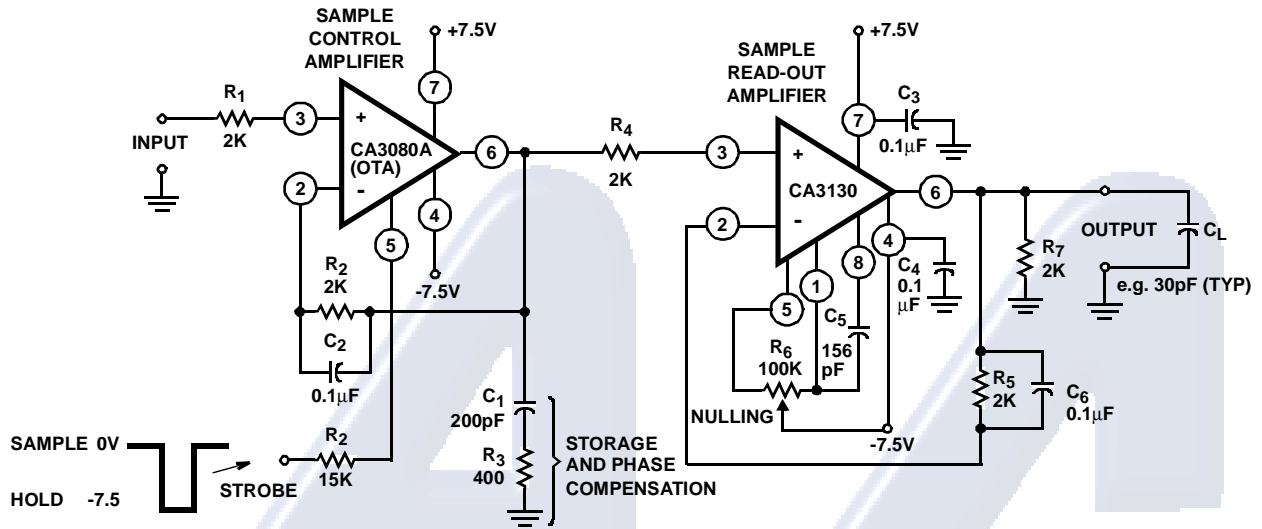 SAMPLE
CONTROL
AMPLIFIER
+7.5V
7
R1
2K
3
+
INPUT
CA3080A
(OTA)
6
2
-
4
5
-7.5V
R2
2K
C2
0.1μF
C1
200pF
R3
400
STORAGE
AND PHASE
COMPENSATION
SAMPLE 0V
HOLD -7.5
STROBE
R2
15K
R4
2K
SAMPLE
READ-OUT
AMPLIFIER
+7.5V
7
C3
0.1μF
3
+
CA3130
6
2
-
4
8
1
5
C4
0.1
μF
C5
156
pF
R6
100K
NULLING
-7.5V
R7
2K
OUTPUT
CL
e.g. 30pF (TYP)
R5
2K
C6
0.1μF